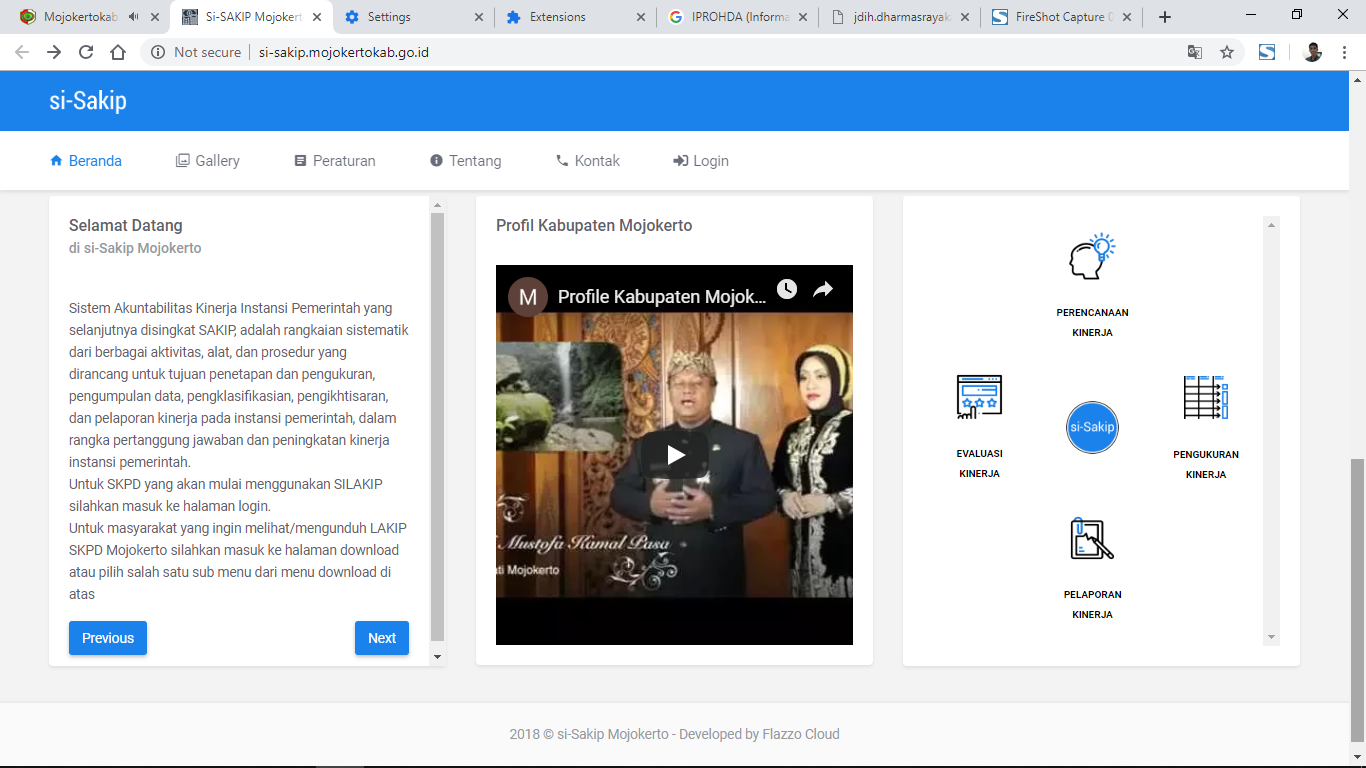 Mojokertokab
Si-SAKIP Mojokert
Settings
Extensions
IPROHDA (Informa
jdih.dharmasrayak
FireShot Capture 0
Not secure
si-sakip.mojokertokab.go.id
si-Sakip
Beranda
Gallery
Peraturan
Tentang
Kontak
Login
Selamat Datang
di si-Sakip Mojokerto
Sistem Akuntabilitas Kinerja Instansi Pemerintah yang
selanjutnya disingkat SAKIP, adalah rangkaian sistematik
dari berbagai aktivitas, alat, dan prosedur yang
dirancang untuk tujuan penetapan dan pengukuran,
pengumpulan data, pengklasifikasian, pengikhtisaran,
dan pelaporan kinerja pada instansi pemerintah, dalam
rangka pertanggung jawaban dan peningkatan kinerja
instansi pemerintah.
Untuk SKPD yang akan mulai menggunakan SILAKIP
silahkan masuk ke halaman login.
Untuk masyarakat yang ingin melihat/mengunduh LAKIP
SKPD Mojokerto silahkan masuk ke halaman download
atau pilih salah satu sub menu dari menu download di
atas
Previous
Next
Profil Kabupaten Mojokerto
M
Profile Kabupaten Mojok...
Mustofa Kamal Pasa
ati Mojokerto
PERENCANAAN
KINERJA
EVALUASI
KINERJA
si-Sakip
PENGUKURAN
KINERJA
PELAPORAN
KINERJA
2018 © si-Sakip Mojokerto - Developed by Flazzo Cloud